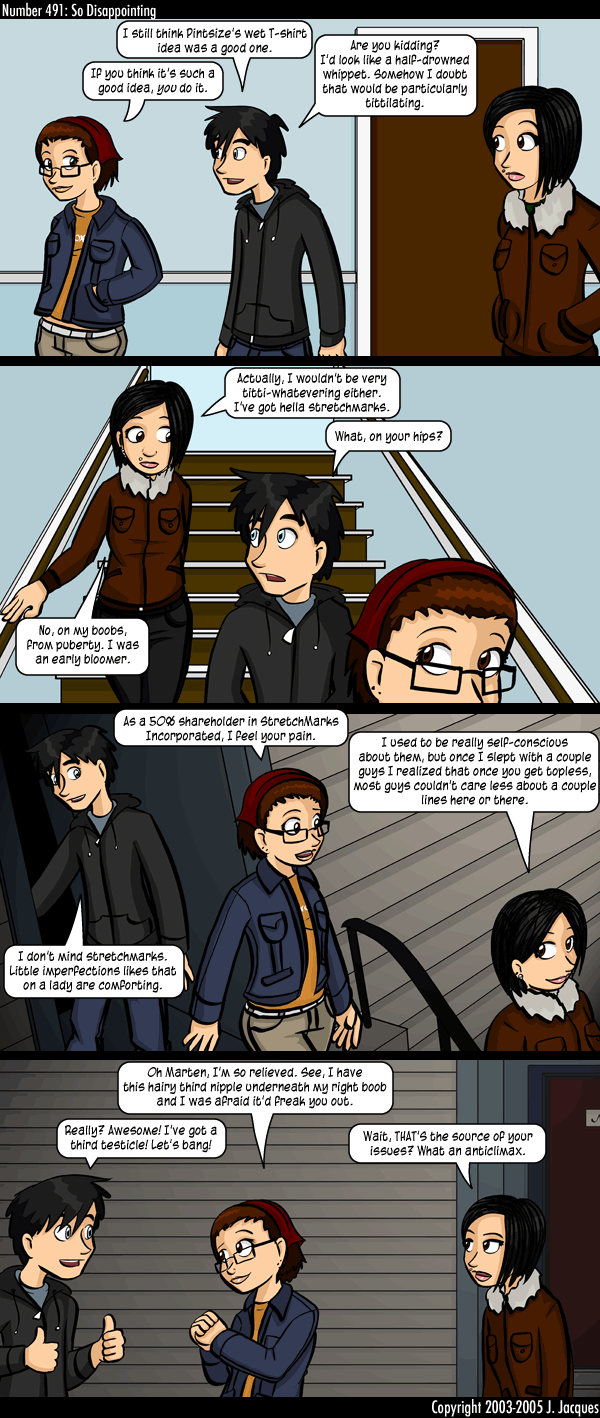 Number 491: So Disappointing
I still think Pintsize's wet T-shirt
idea was a good one.
If you think it's such a
good idea, you do it.
Are you kidding?
I'd look like a half-drowned
whippet. Somehow I doubt
that would be particularly
tittilating.
Actually, I wouldn't be very
titti-whatevering either.
I've got hella stretchmarks.
What, on your hips?
No, on my boobs,
from puberty. I was
an early bloomer.
As a 50% shareholder in StretchMarks
Incorporated, I feel your pain.
I used to be really self-conscious
about them, but once I slept with a couple
guys I realized that once you get topless,
most guys couldn't care less about a couple
lines here or there.
I don't mind stretchmarks.
Little imperfections likes that
on a lady are comforting.
Oh Marten, I'm so relieved. See, I have
this hairy third nipple underneath my right boob
and I was afraid it'd freak you out.
Really? Awesome! I've got a
third testicle! Let's bang!
Wait, THAT's the source of your
issues? What an anticlimax.
Copyright 2003-2005 J. Jacques